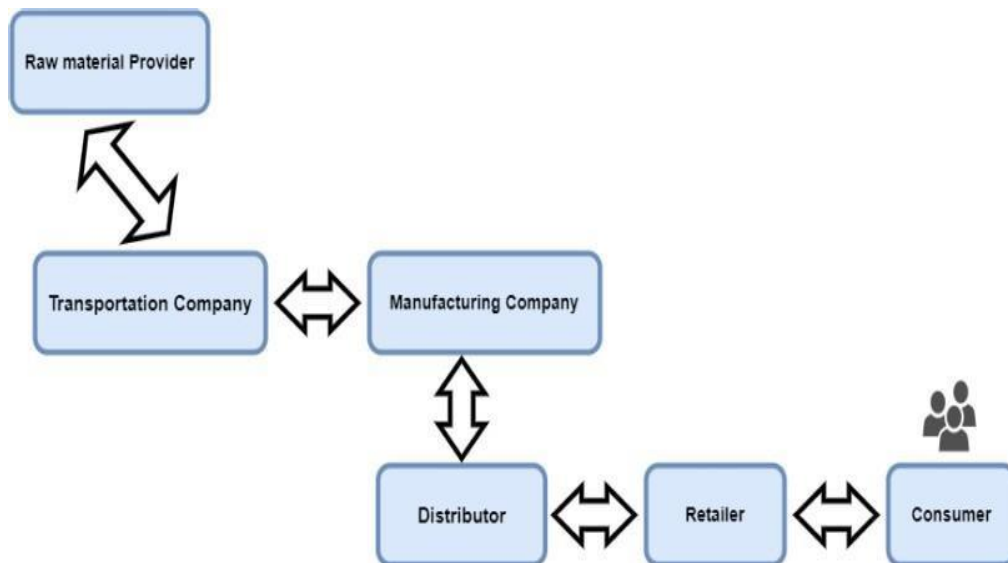 Raw material Provider
Transportation Company
Manufacturing Company
Distributor
Retailer
Consumer